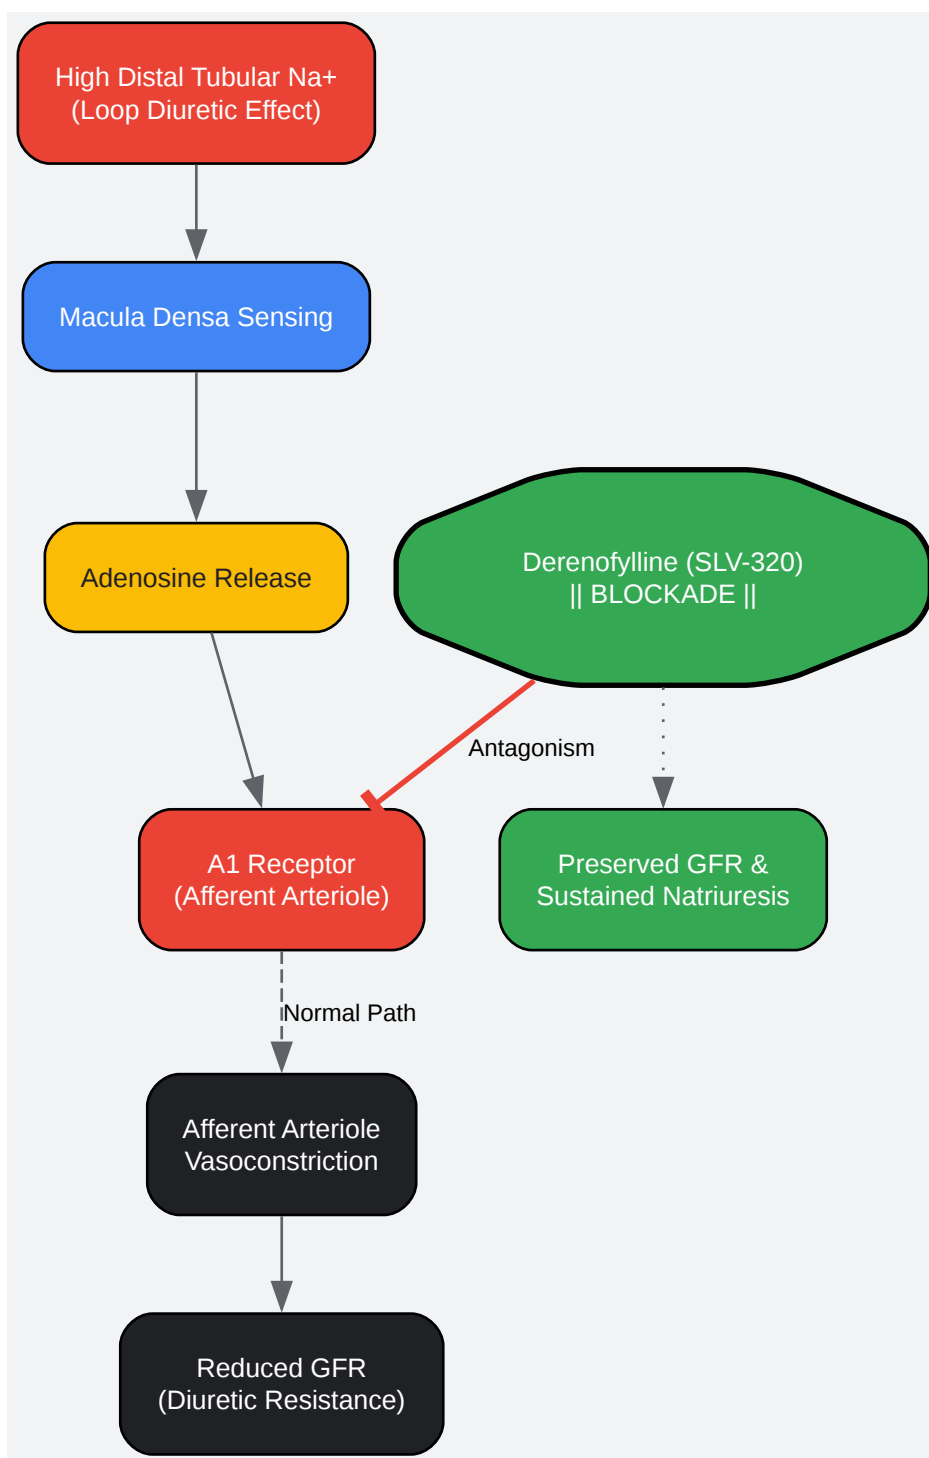 High Distal Tubular Na+
(Loop Diuretic Effect)
Macula Densa Sensing
Adenosine Release
Derenofylline (SLV-320)
|| BLOCKADE ||
Antagonism
A1 Receptor
(Afferent Arteriole)
Preserved GFR &
Sustained Natriuresis
Normal Path
Afferent Arteriole
Vasoconstriction
Reduced GFR
(Diuretic Resistance)